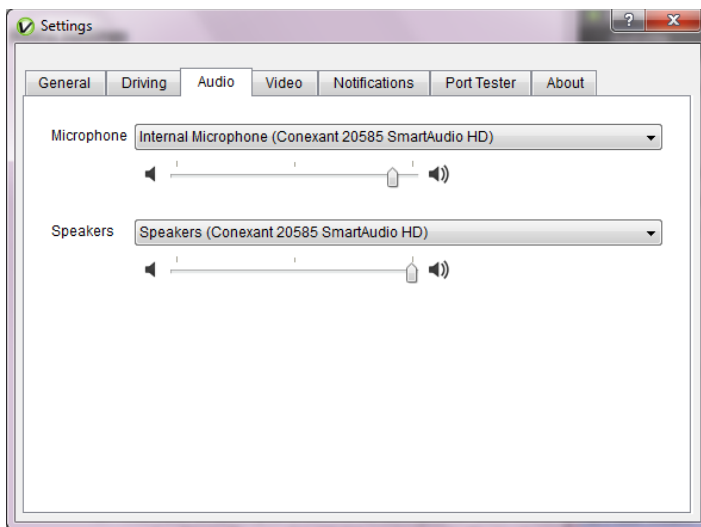 Settings
?
General Driving Audio Video Notifications Port Tester About
Microphone Internal Microphone (Conexant 20585 SmartAudio HD)
Speakers Speakers (Conexant 20585 SmartAudio HD)